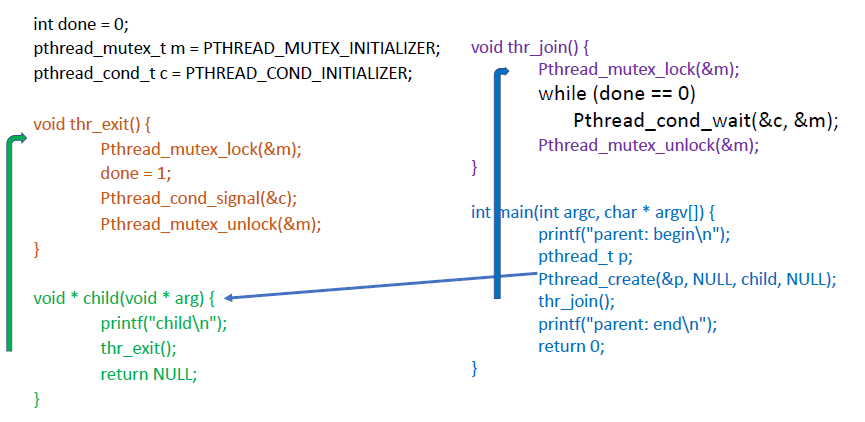 int done = 0;
pthread_mutex_t m = PTHREAD_MUTEX_INITIALIZER;
pthread_cond_t c = PTHREAD_COND_INITIALIZER;
void thr_exit() {
Pthread_mutex_lock(&m);
done = 1;
Pthread_cond_signal(&c);
Pthread_mutex_unlock(&m);
}
void * child(void * arg) {
printf("child\n");
thr_exit();
return NULL;
}
void thr_join() {
Pthread_mutex_lock(&m);
while (done == 0)
Pthread_cond_wait(&c, &m);
Pthread_mutex_unlock(&m);
}
int main(int argc, char * argv[]) {
printf("parent: begin\n");
pthread_t p;
Pthread_create(&p, NULL, child, NULL);
thr_join();
printf("parent: end\n");
return 0;
}